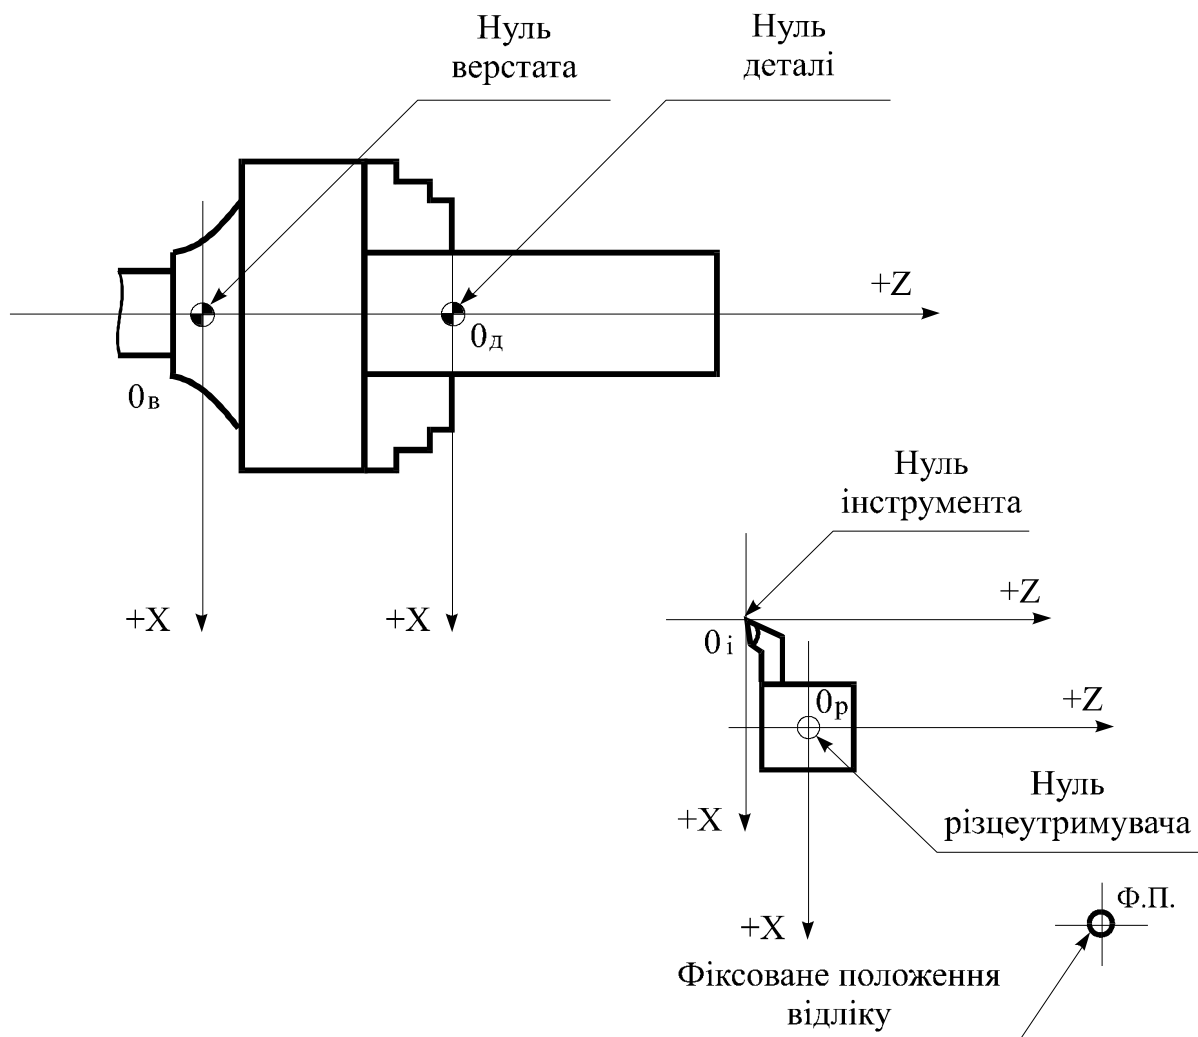 Нуль
верстата
Нуль
деталі
+Z
0д
0в
+X
+X
Нуль
інструмента
+Z
0і
0р
+Z
+X
Нуль
різцеутримувача
+X
Ф.П.
Фіксоване положення
відліку